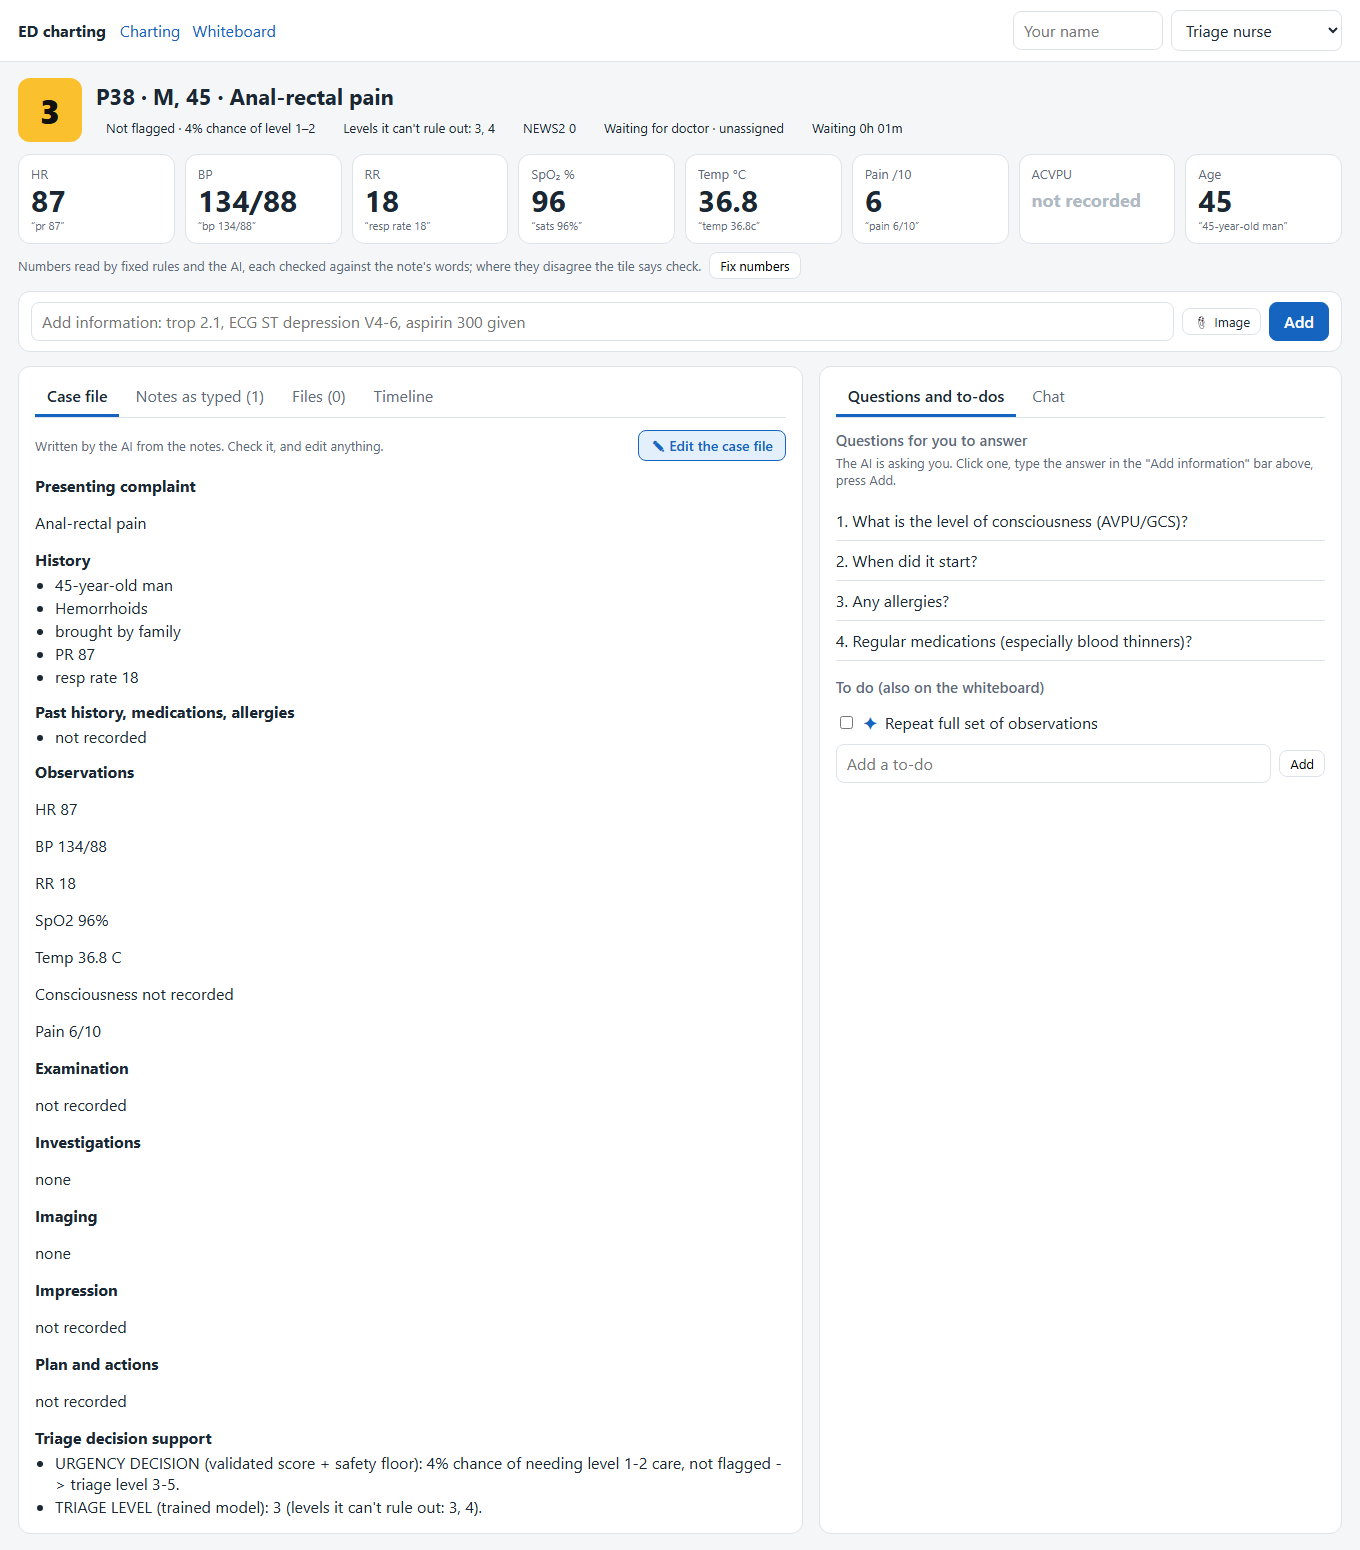 ED charting Charting Whiteboard Your name Triage nurse
3
P38 · M, 45 · Anal-rectal pain
Not flagged · 4% chance of level 1–2 Levels it can't rule out: 3, 4 NEWS2 0 Waiting for doctor · unassigned Waiting 0h 01m
HR
87
"pr 87"
BP
134/88
"bp 134/88"
RR
18
"resp rate 18"
SpO₂ %
96
"sats 96%"
Temp °C
36.8
"temp 36.8c"
Pain /10
6
"pain 6/10"
ACVPU
not recorded
Age
45
"45-year-old man"
Numbers read by fixed rules and the AI, each checked against the note's words; where they disagree the tile says check. Fix numbers
Add information: trop 2.1, ECG ST depression V4-6, aspirin 300 given Image Add
Case file Notes as typed (1) Files (0) Timeline
Written by the AI from the notes. Check it, and edit anything. Edit the case file
Presenting complaint
Anal-rectal pain
History
• 45-year-old man
• Hemorrhoids
• brought by family
• PR 87
• resp rate 18
Past history, medications, allergies
• not recorded
Observations
HR 87
BP 134/88
RR 18
SpO2 96%
Temp 36.8 C
Consciousness not recorded
Pain 6/10
Examination
not recorded
Investigations
none
Imaging
none
Impression
not recorded
Plan and actions
not recorded
Triage decision support
• URGENCY DECISION (validated score + safety floor): 4% chance of needing level 1-2 care, not flagged -
> triage level 3-5.
• TRIAGE LEVEL (trained model): 3 (levels it can't rule out: 3, 4).
Questions and to-dos Chat
Questions for you to answer
The AI is asking you. Click one, type the answer in the "Add information" bar above,
press Add.
1. What is the level of consciousness (AVPU/GCS)?
2. When did it start?
3. Any allergies?
4. Regular medications (especially blood thinners)?
To do (also on the whiteboard)
Repeat full set of observations
Add a to-do Add